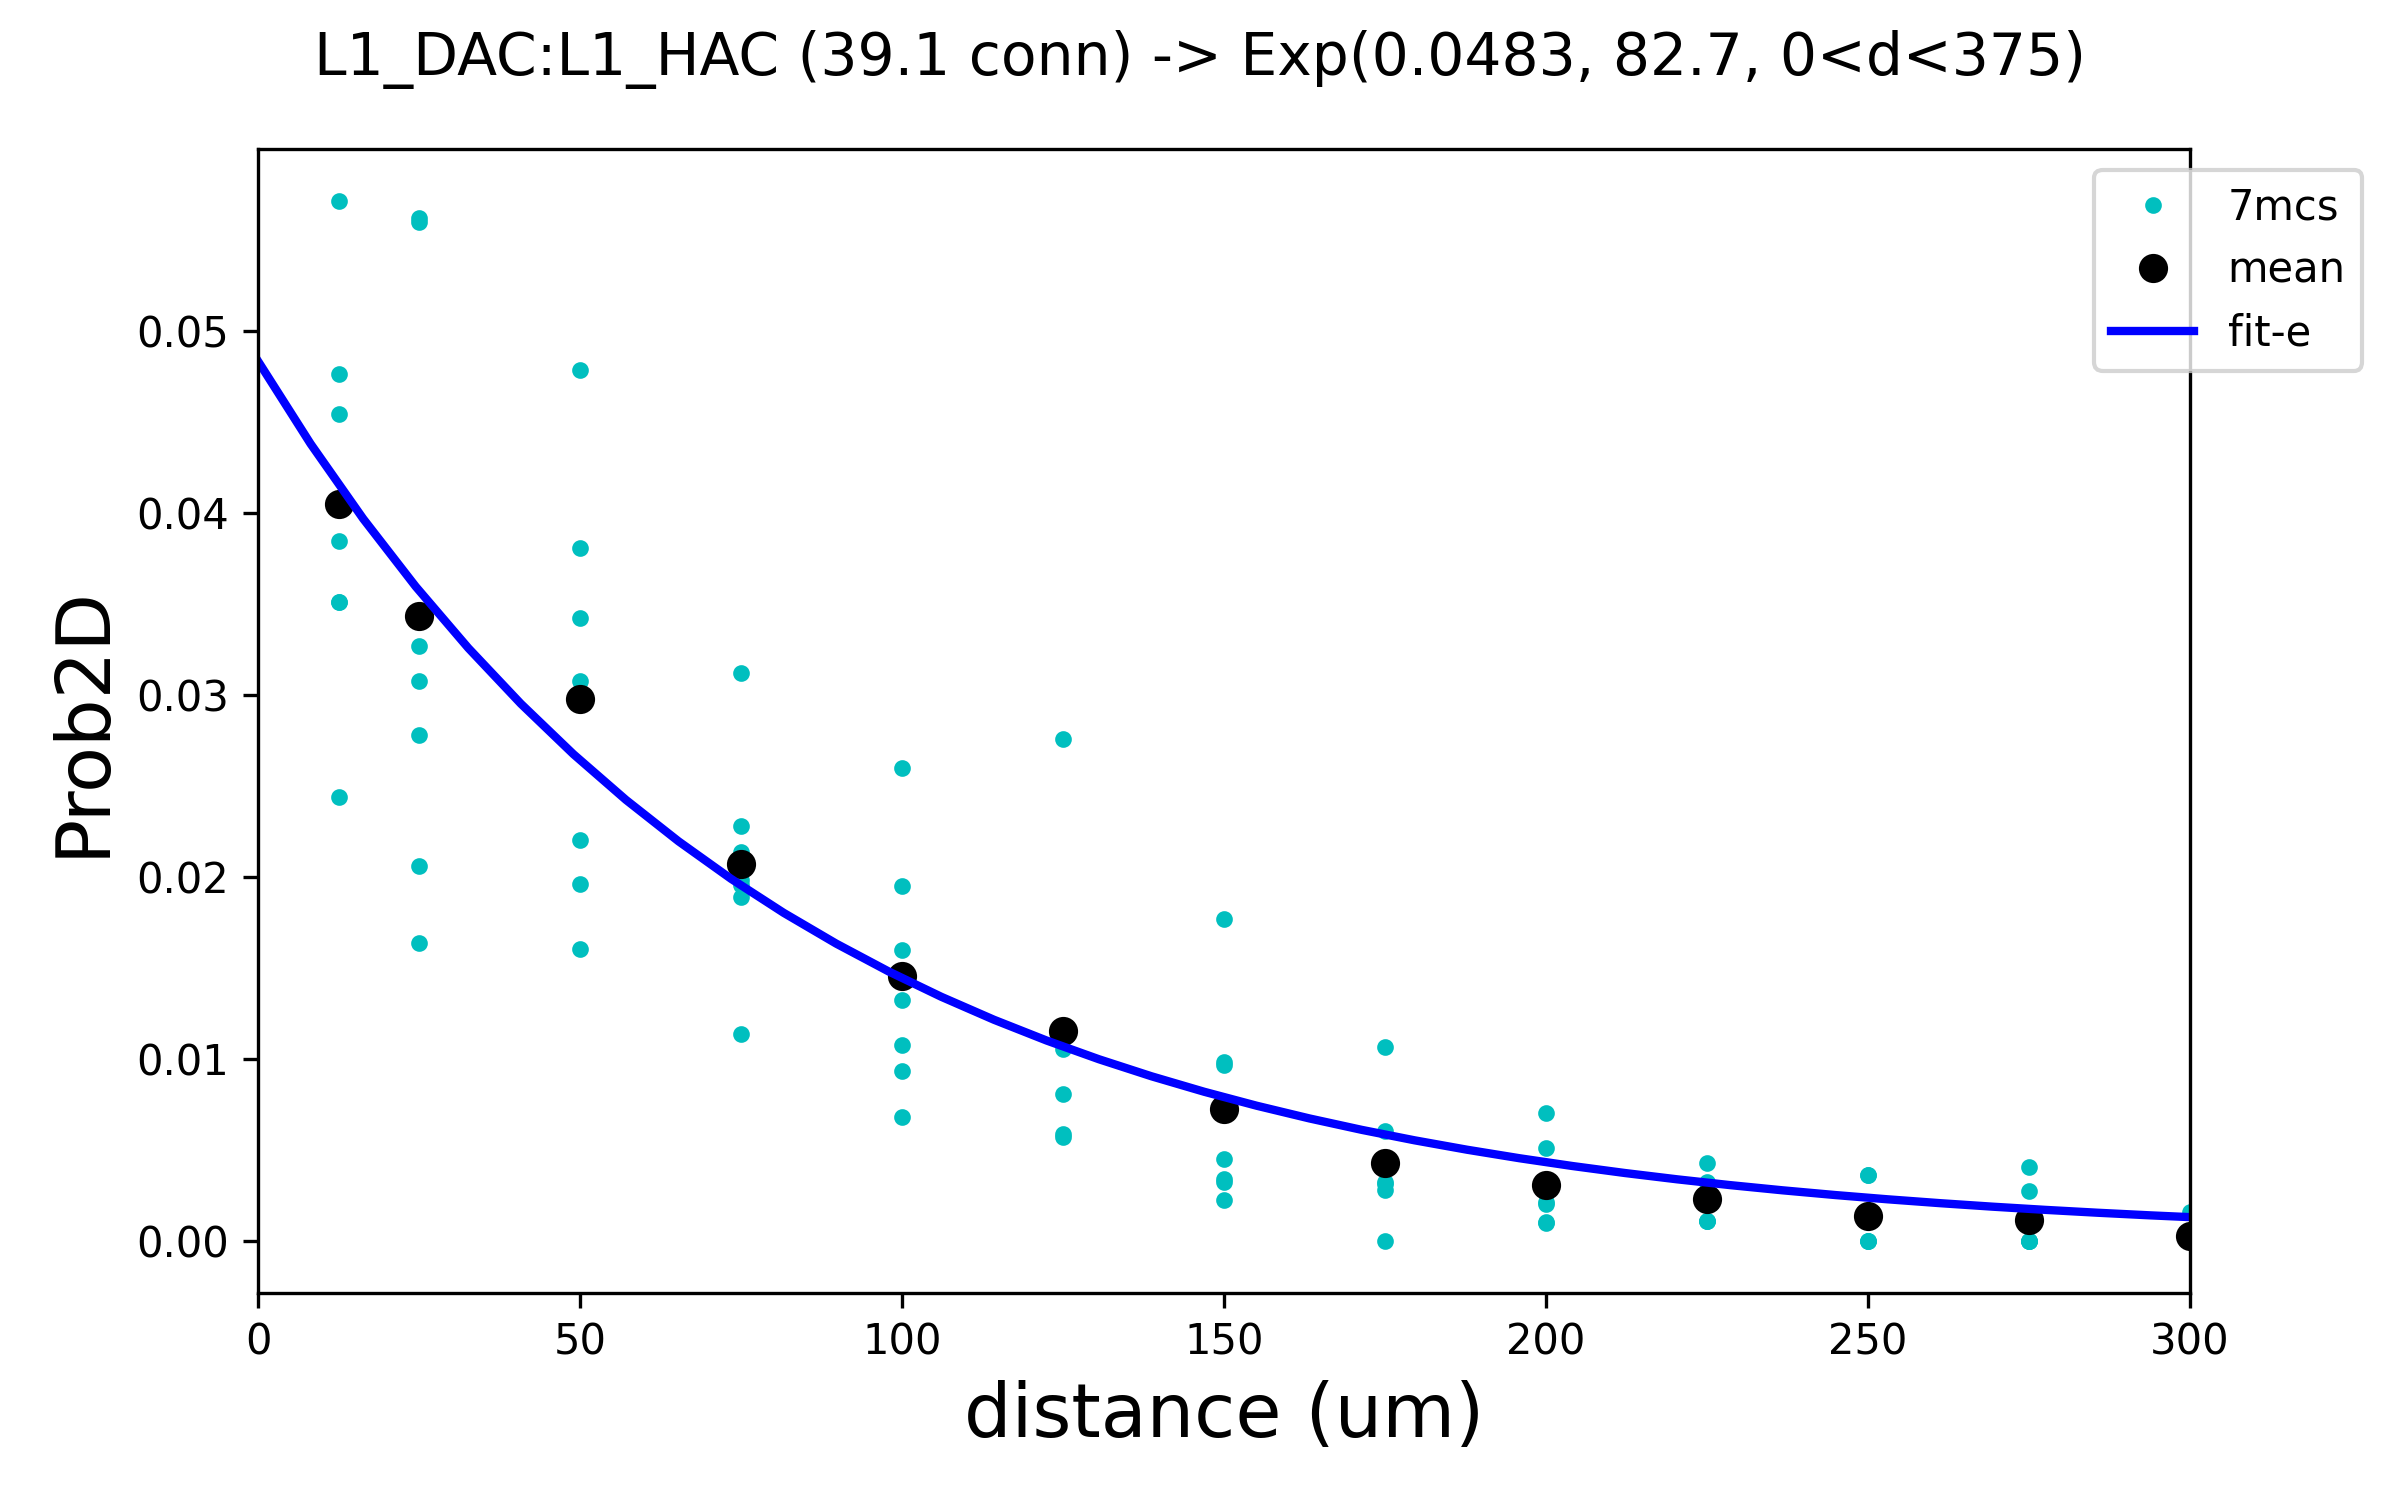 L1_DAC:L1_HAC (39.1 conn) -> Exp(0.0483, 82.7, 0<d<375)
7mcs
mean
fit-e
Prob2D
0.05
0.04
0.03
0.02
0.01
0.00
0 50 100 150 200 250 300
distance (um)